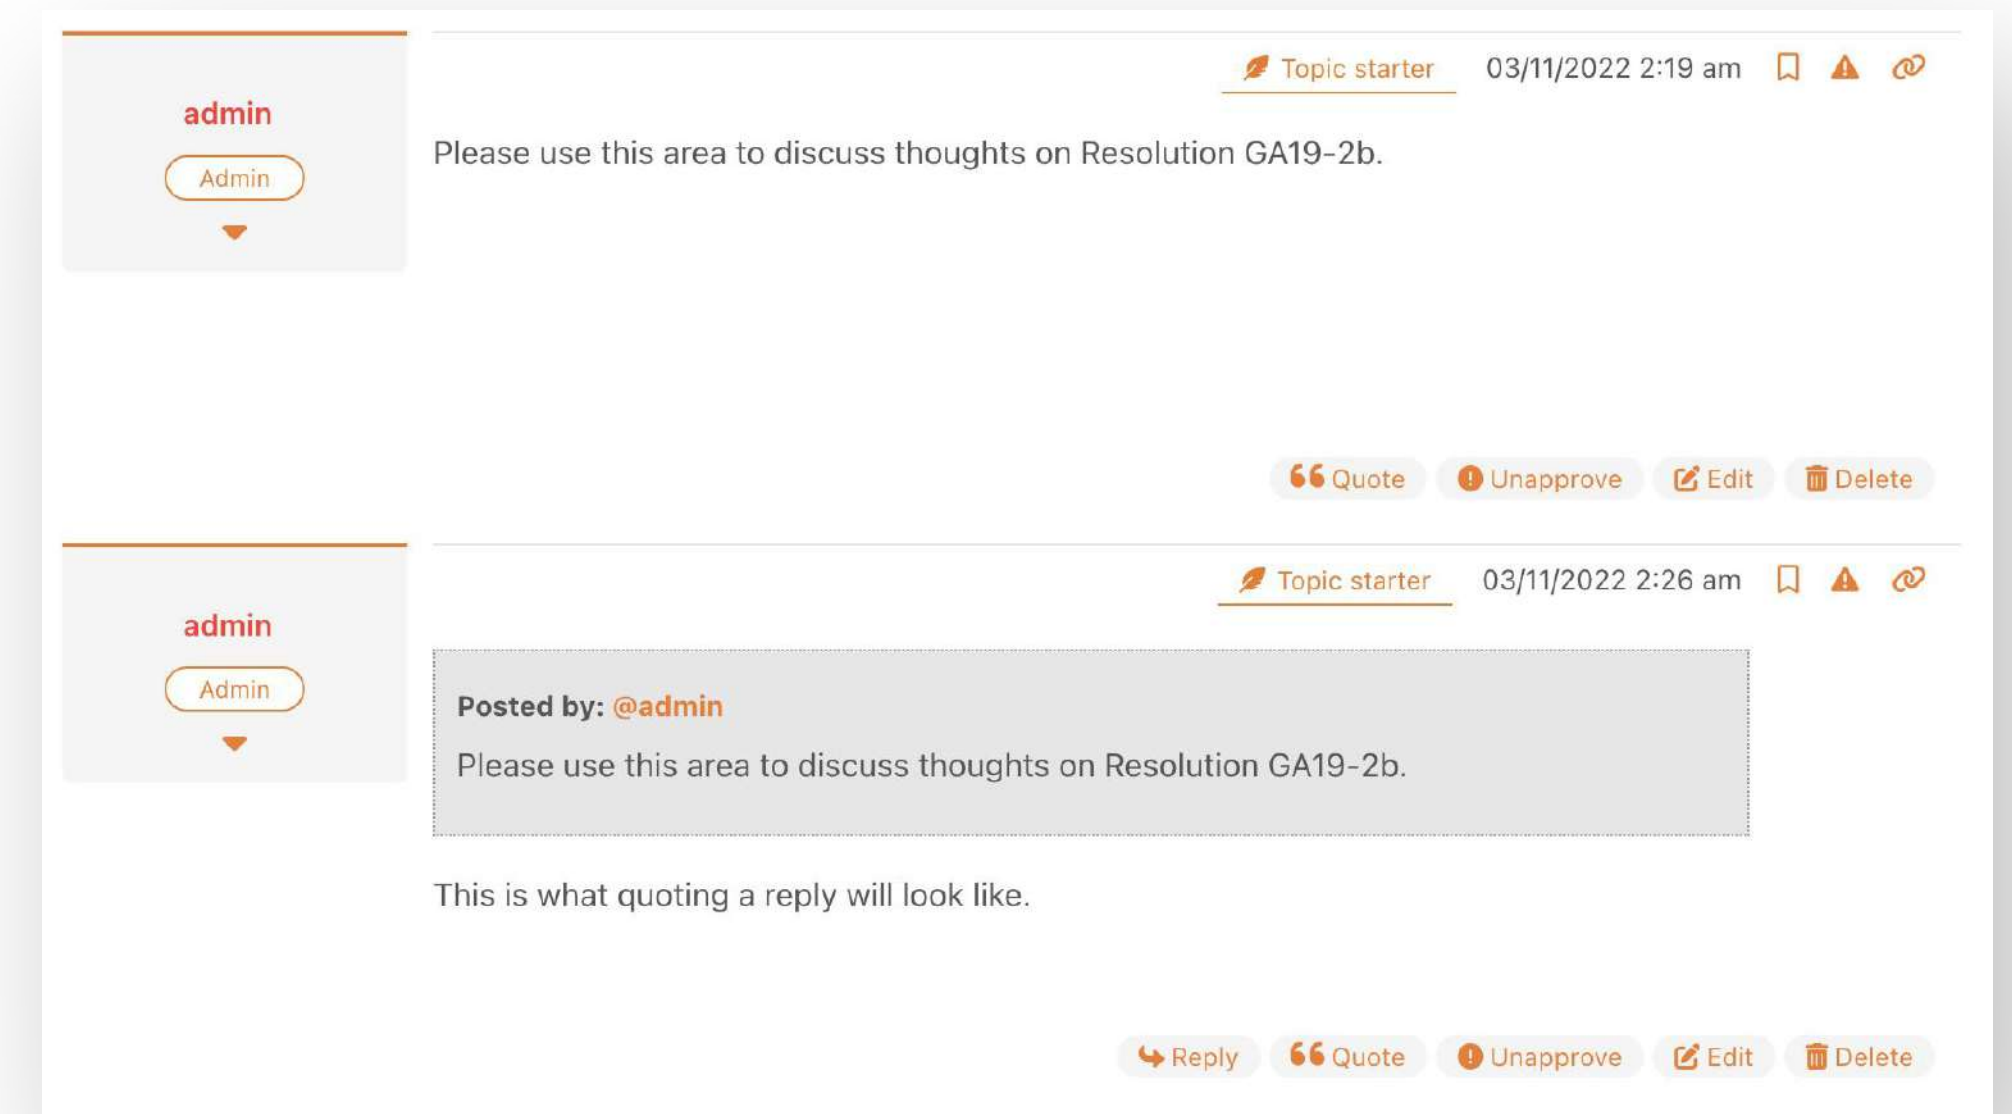 Topic starter 03/11/2022 2:19 am
admin
Admin
Please use this area to discuss thoughts on Resolution GA19-2b.
Quote Unapprove Edit Delete
Topic starter 03/11/2022 2:26 am
admin
Admin
Posted by: @admin
Please use this area to discuss thoughts on Resolution GA19-2b.
This is what quoting a reply will look like.
Reply Quote Unapprove Edit Delete